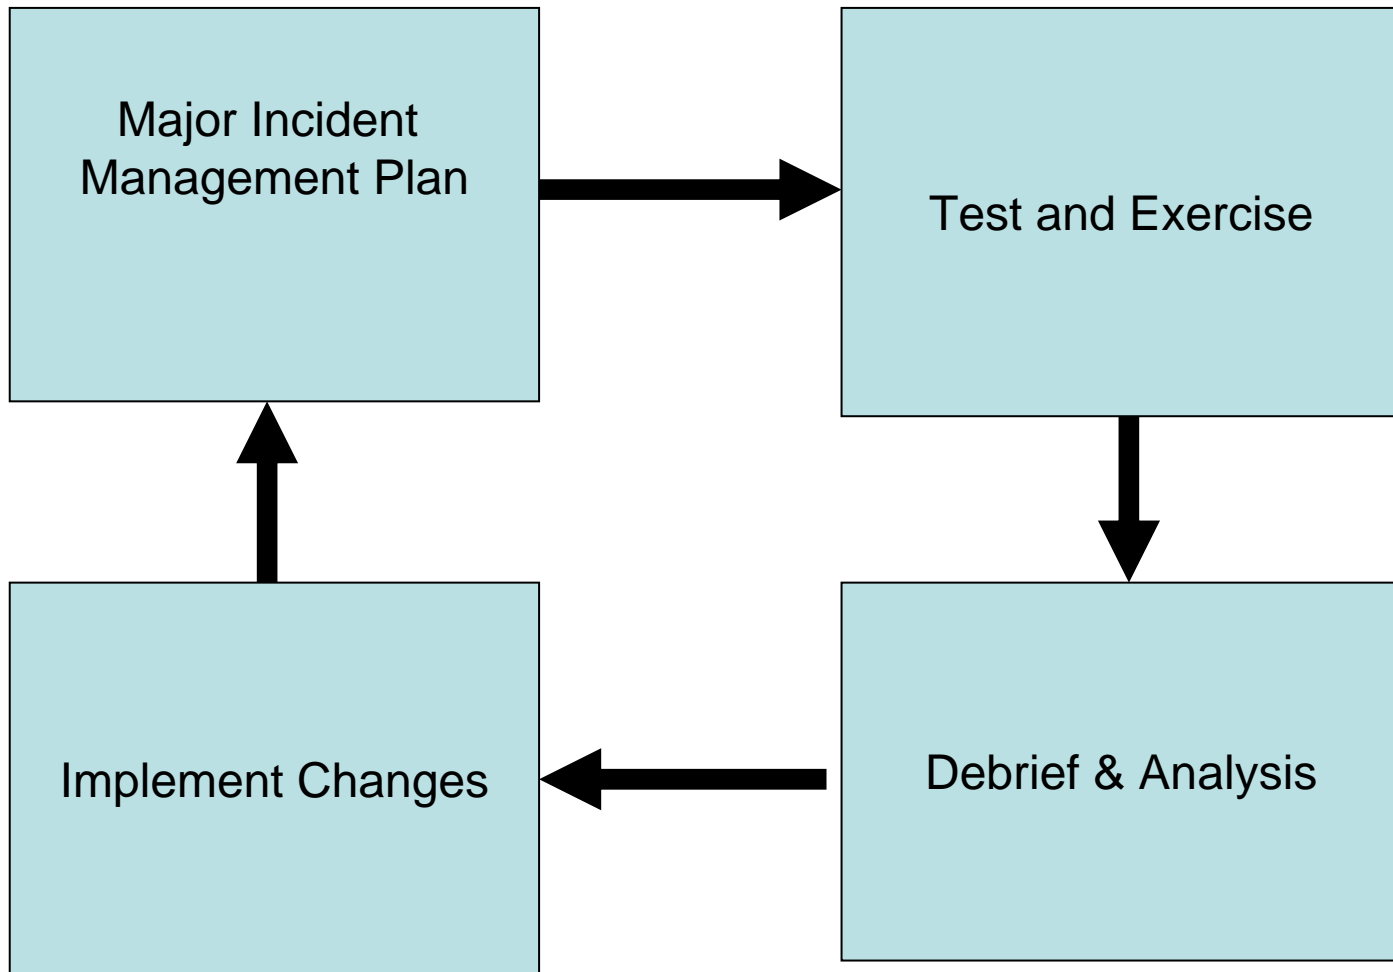 Major Incident
Management Plan
Test and Exercise
Implement Changes
Debrief & Analysis